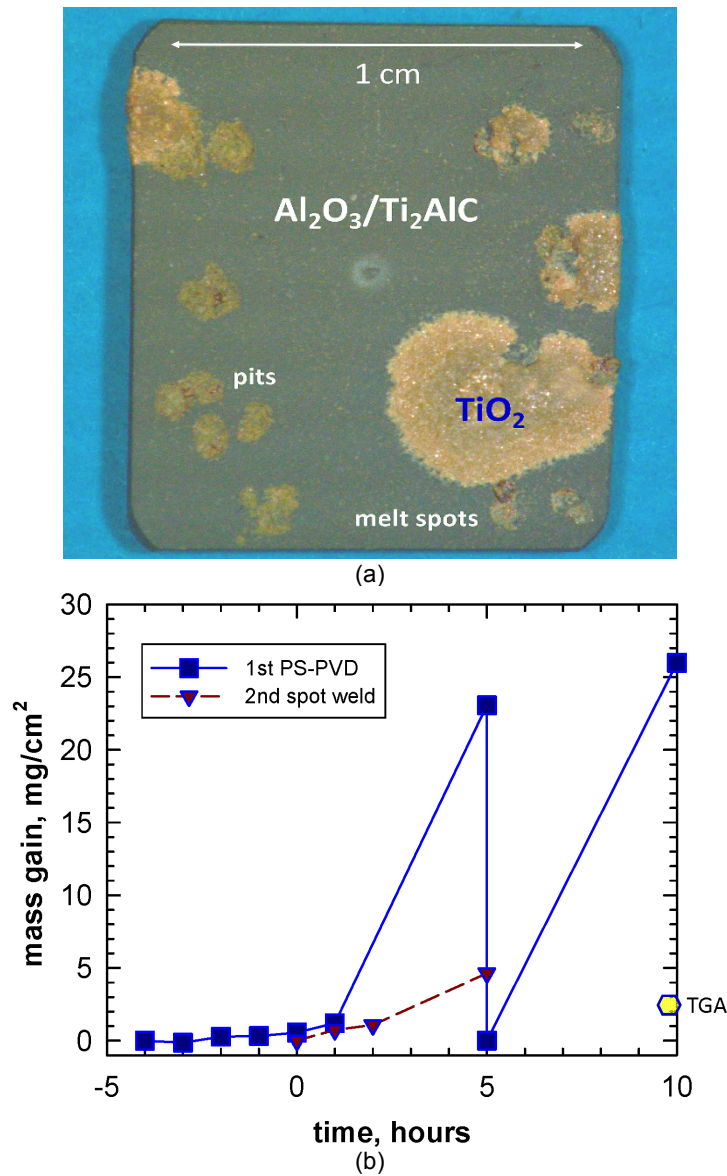 1 cm
Al₂O₃/Ti₂AlC
pits
TiO₂
melt spots
(a)
30
25
20
15
10
5
0
mass gain, mg/cm²
1st PS-PVD
2nd spot weld
TGA
-5
0
5
10
time, hours
(b)